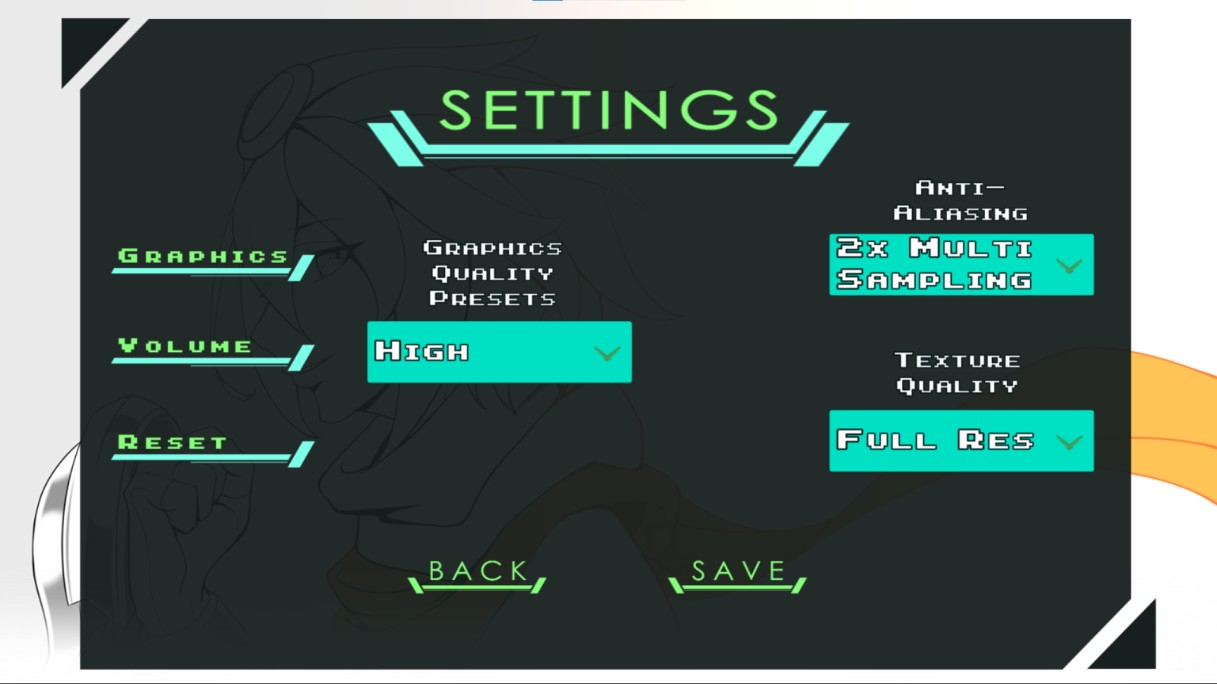 SETTINGS
Graphics
Volume
Reset
Graphics
Quality
Presets
High
Anti-
Aliasing
2x Multi
Sampling
Texture
Quality
Full Res
BACK
SAVE